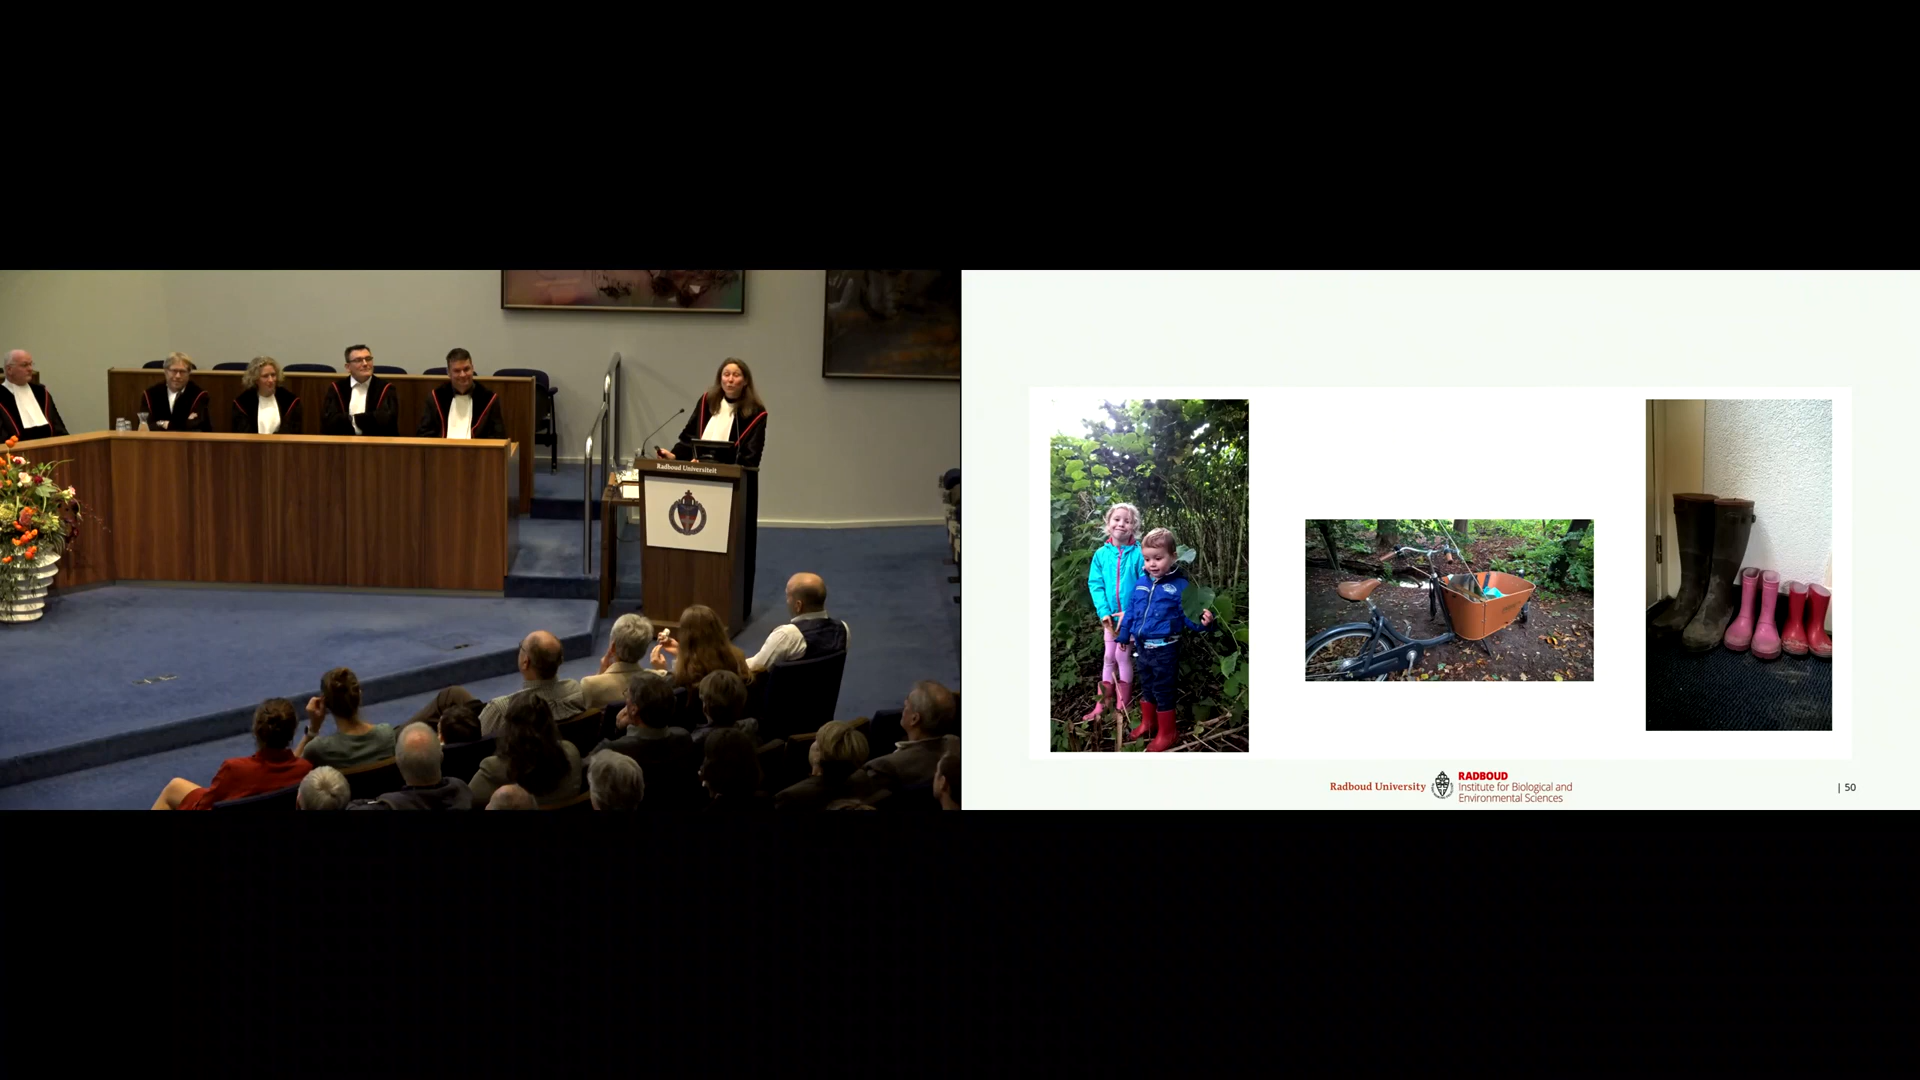 Radboud Universiteit
Radboud University
RADBOUD
Institute for Biological and
Environmental Sciences
| 50